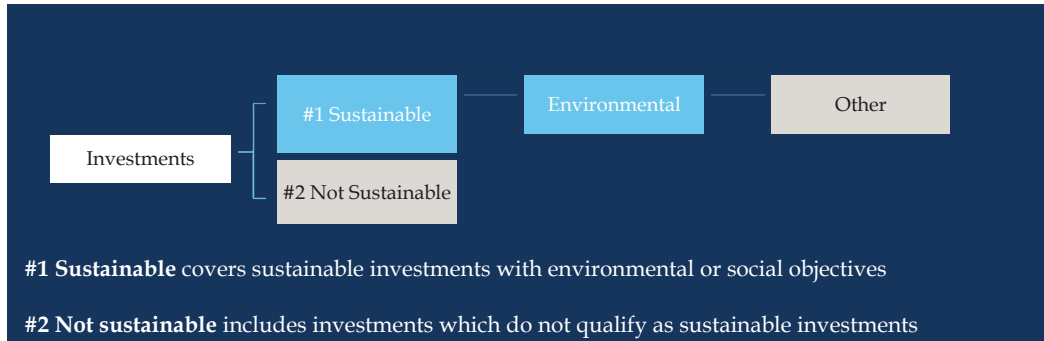 #1 Sustainable
Environmental
Other
Investments
#2 Not Sustainable
#1 Sustainable covers sustainable investments with environmental or social objectives
#2 Not sustainable includes investments which do not qualify as sustainable investments